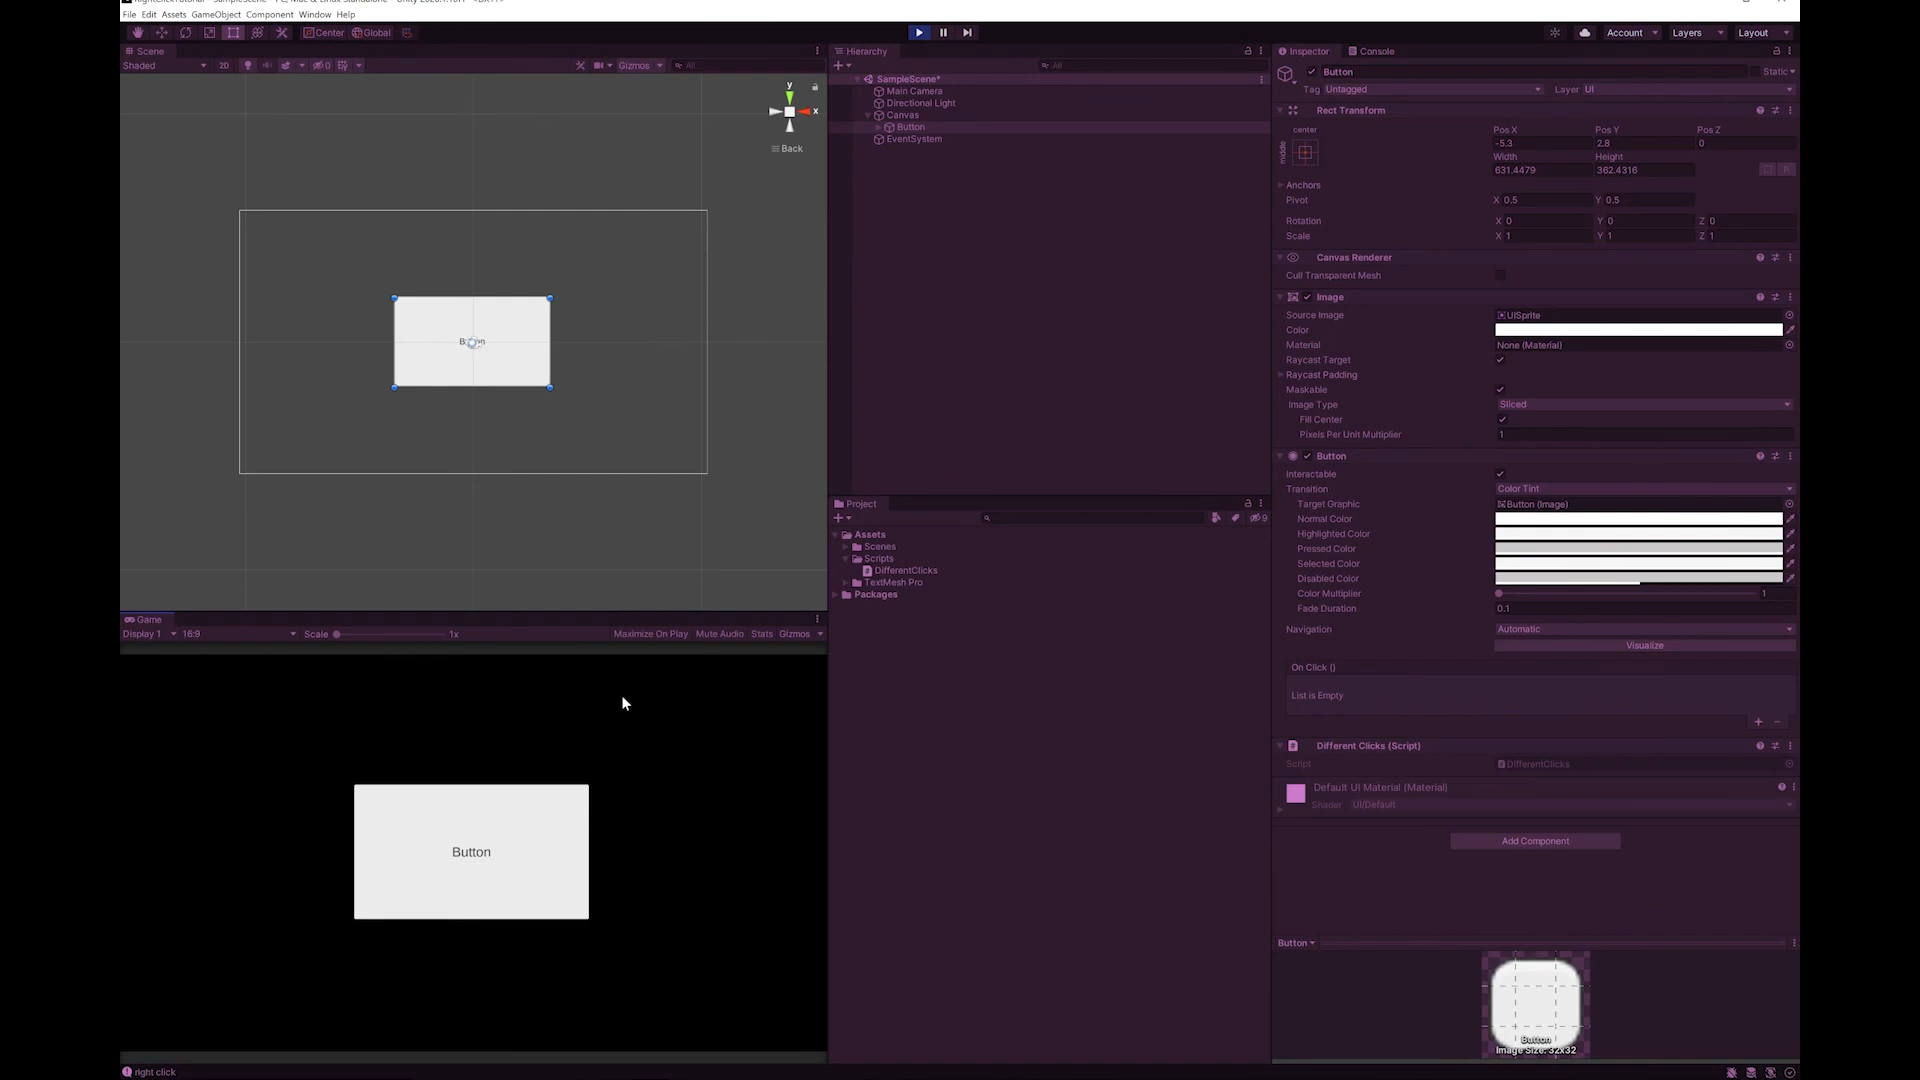 File Edit Assets GameObject Component Window Help
Center Global
Account Layers Layout
Scene
Shaded 2D 0 Gizmos All
y
x
Back
Game
Display 1 16:9 Scale 1x Maximize On Play Mute Audio Stats Gizmos
Button
right click
Hierarchy
All
SampleScene*
Main Camera
Directional Light
Canvas
Button
EventSystem
Project
9
Assets
Scenes
Scripts
DifferentClicks
TextMesh Pro
Packages
Inspector Console
Button Static
Tag Untagged Layer UI
Rect Transform
center
middle
Pos X Pos Y Pos Z
-5.3 2.8 0
Width Height
631.4479 362.4316
R
Anchors
Pivot X 0.5 Y 0.5
Rotation X 0 Y 0 Z 0
Scale X 1 Y 1 Z 1
Canvas Renderer
Cull Transparent Mesh
Image
Source Image UISprite
Color
Material None (Material)
Raycast Target
Raycast Padding
Maskable
Image Type Sliced
Fill Center
Pixels Per Unit Multiplier 1
Button
Interactable
Transition Color Tint
Target Graphic Button (Image)
Normal Color
Highlighted Color
Pressed Color
Selected Color
Disabled Color
Color Multiplier 1
Fade Duration 0.1
Navigation Automatic
Visualize
On Click ()
List is Empty
+ −
Different Clicks (Script)
Script DifferentClicks
Default UI Material (Material)
Shader UI/Default
Add Component
Button
Button
Image Size: 32x32